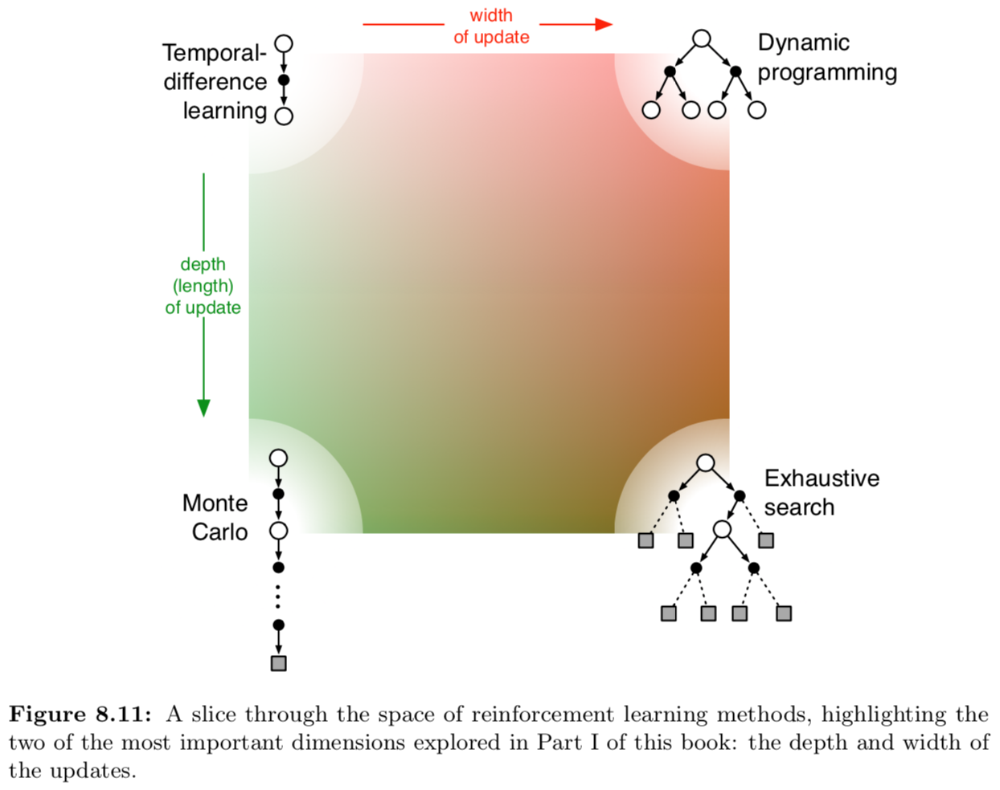 width
of update
Temporal-
difference
learning
Dynamic
programming
depth
(length)
of update
Monte
Carlo
Exhaustive
search
Figure 8.11: A slice through the space of reinforcement learning methods, highlighting the
two of the most important dimensions explored in Part I of this book: the depth and width of
the updates.